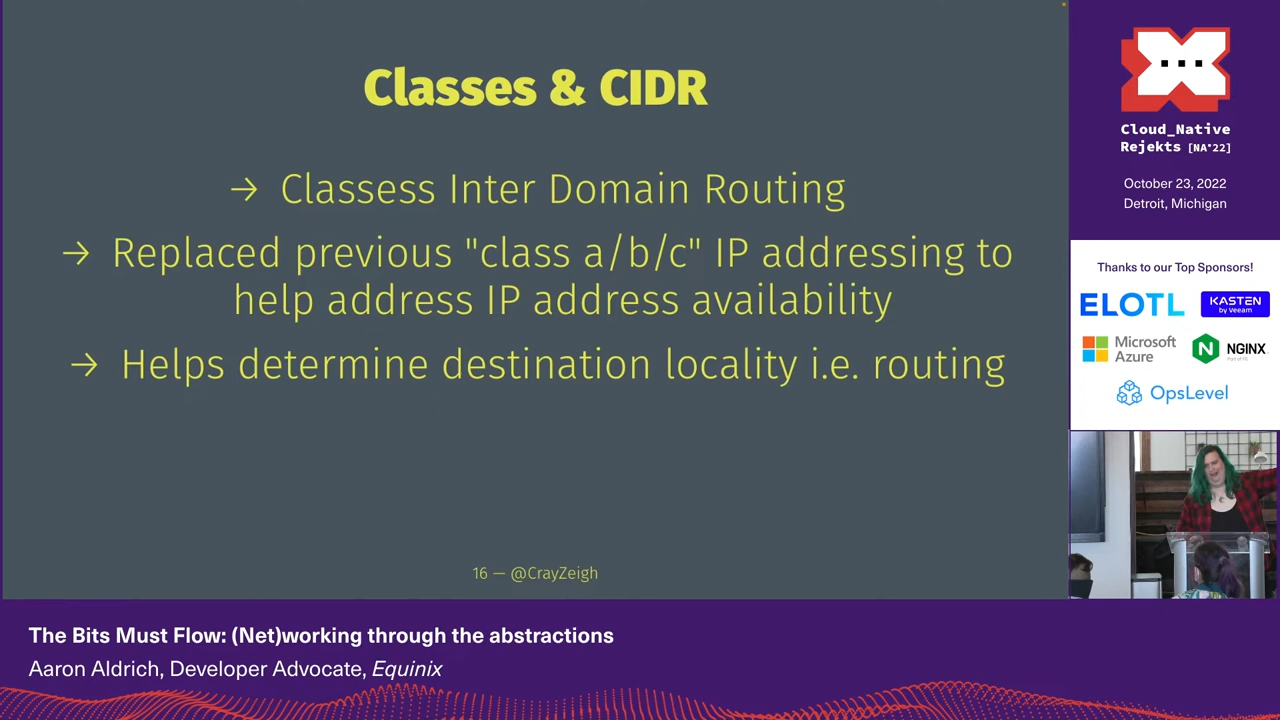 Classes & CIDR
→ Classess Inter Domain Routing
→ Replaced previous "class a/b/c" IP addressing to
help address IP address availability
→ Helps determine destination locality i.e. routing
16 — @CrayZeigh
Cloud_Native
Rejekts [NA'22]
October 23, 2022
Detroit, Michigan
Thanks to our Top Sponsors!
ELOTL
KASTEN
by Veeam
Microsoft
Azure
NGINX
Part of F5
OpsLevel
The Bits Must Flow: (Net)working through the abstractions
Aaron Aldrich, Developer Advocate, Equinix